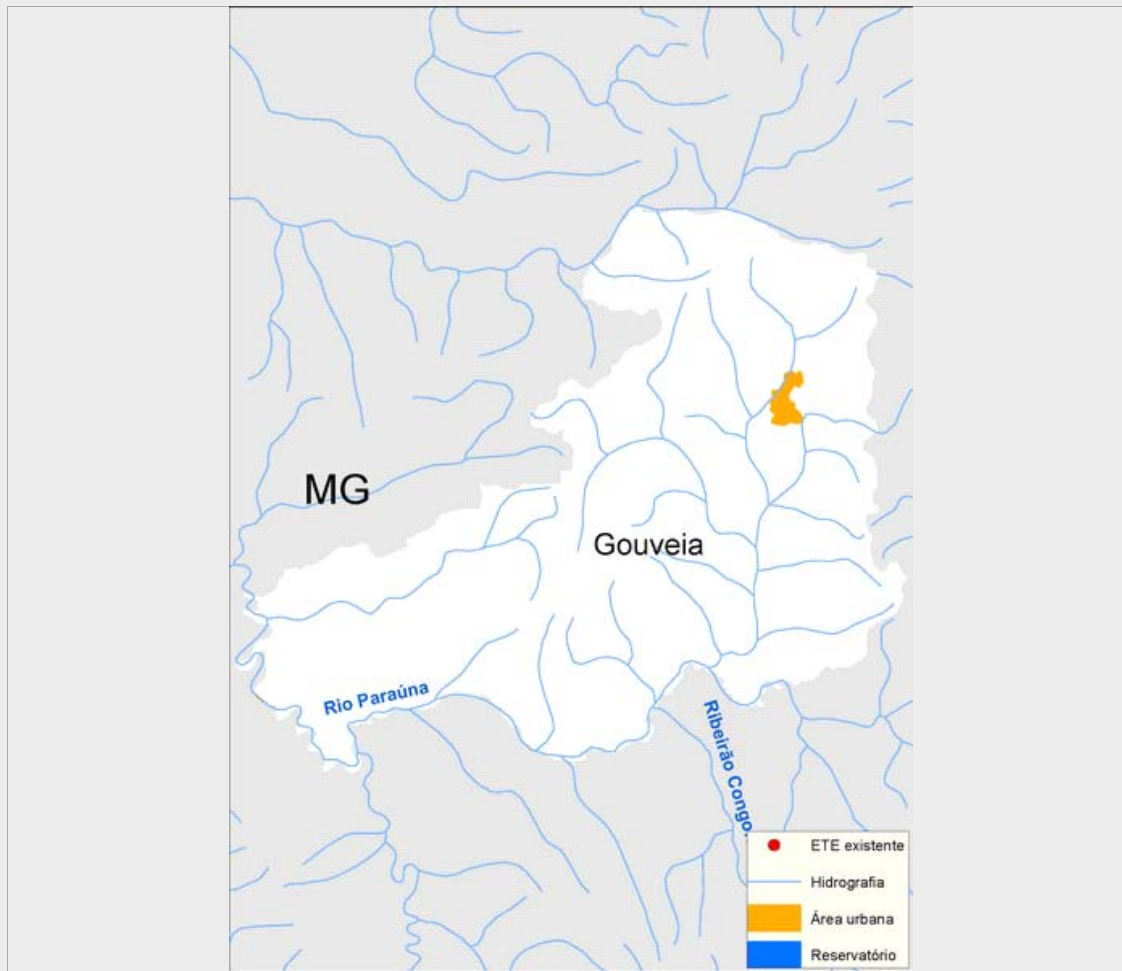 MG
Gouveia
Rio Paraúna
Ribeirão Congo
ETE existente
Hidrografia
Área urbana
Reservatório